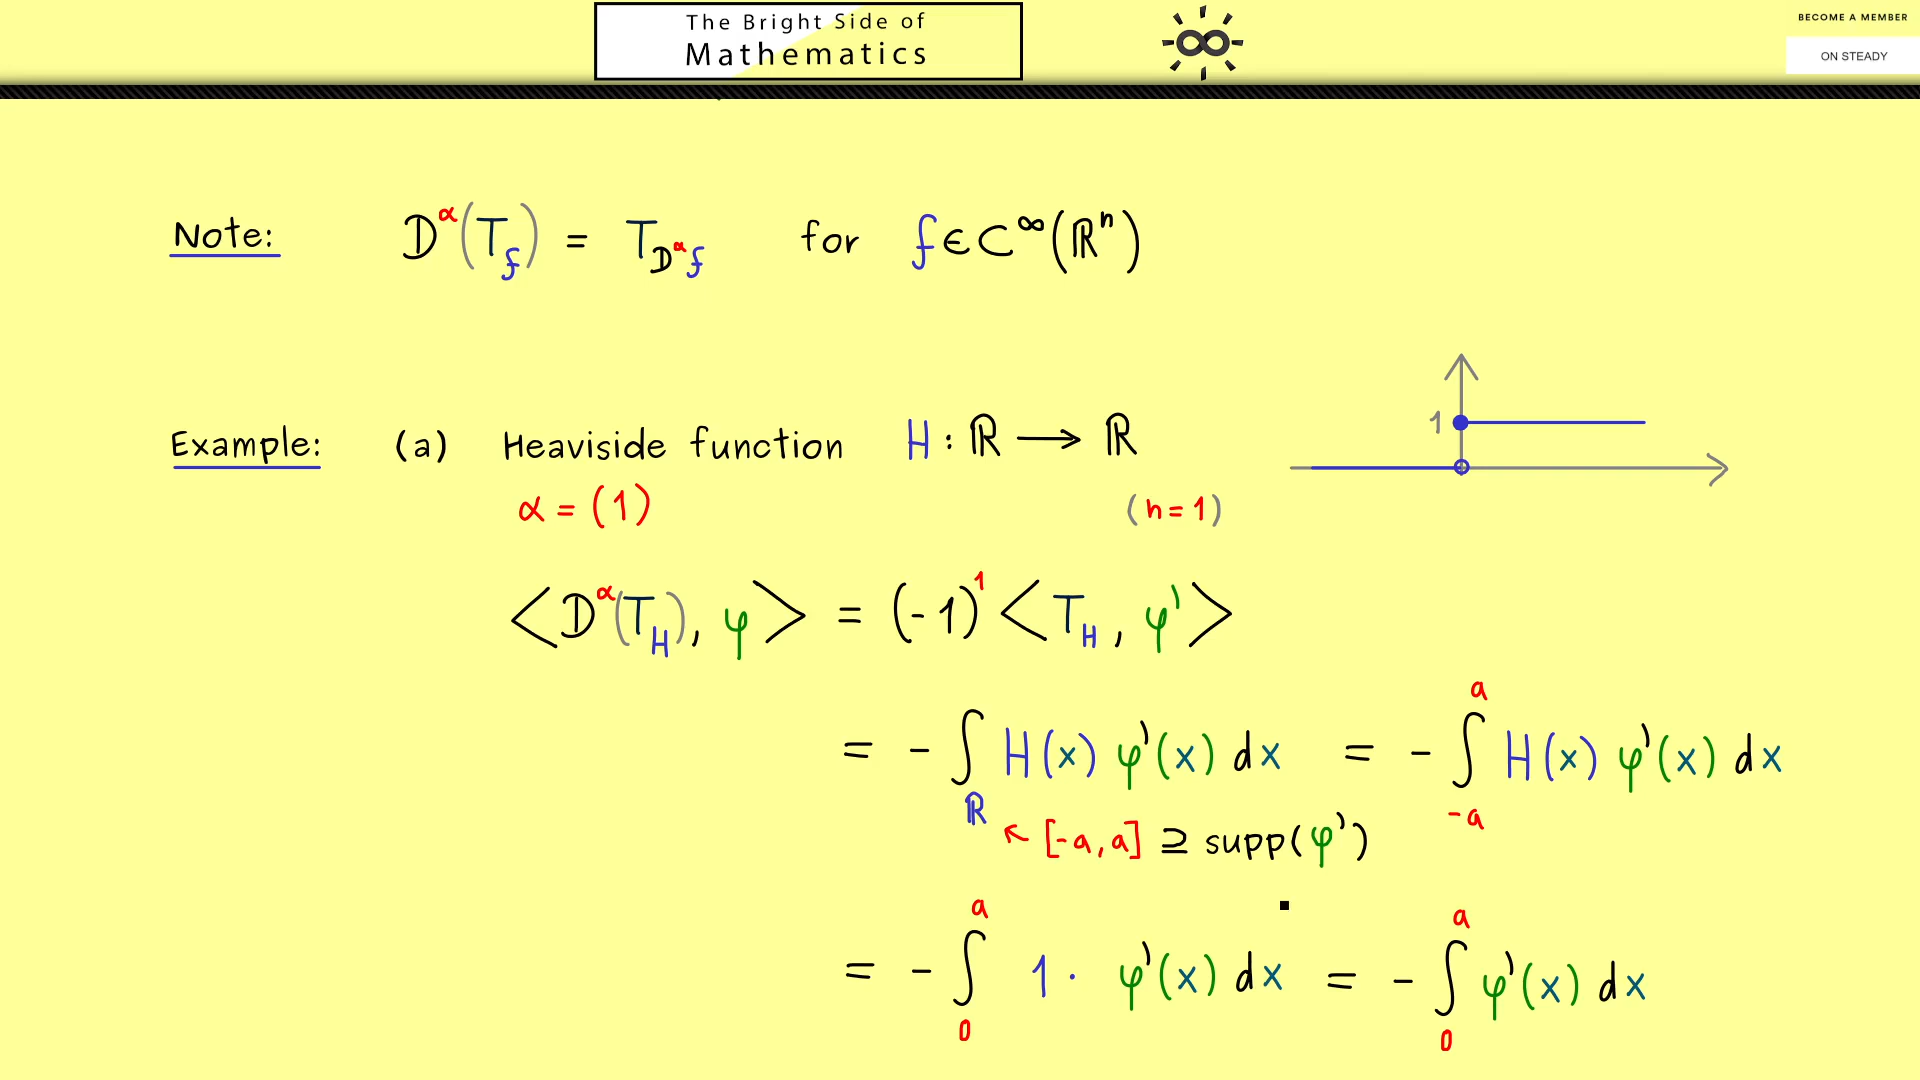 The Bright Side of
Mathematics
BECOME A MEMBER
ON STEADY
Note: D^α(T_f) = T_{D^α f} for f ∈ C^∞(ℝ^n)
1
Example: (a) Heaviside function H : ℝ ⟶ ℝ
α = (1) (n = 1)
<D^α(T_H), φ> = (-1)^1 <T_H, φ'>
= - ∫_ℝ H(x) φ'(x) dx = - ∫_{-a}^{a} H(x) φ'(x) dx
↖ [-a, a] ⊇ supp(φ')
= - ∫_0^a 1 · φ'(x) dx = - ∫_0^a φ'(x) dx